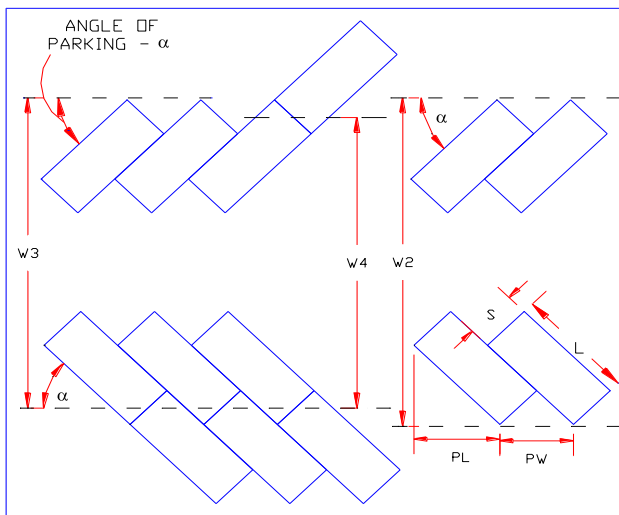 ANGLE OF
PARKING - α
α
W3
W4
W2
S
L
α
PL
PW